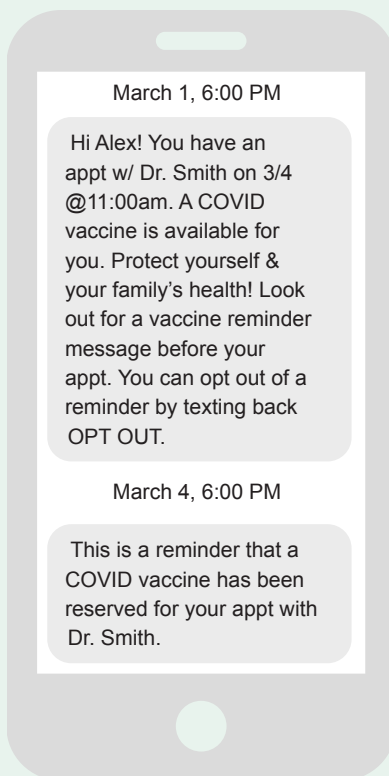 March 1, 6:00 PM
Hi Alex! You have an
appt w/ Dr. Smith on 3/4
@11:00am. A COVID
vaccine is available for
you. Protect yourself &
your family’s health! Look
out for a vaccine reminder
message before your
appt. You can opt out of a
reminder by texting back
OPT OUT.
March 4, 6:00 PM
This is a reminder that a
COVID vaccine has been
reserved for your appt with
Dr. Smith.